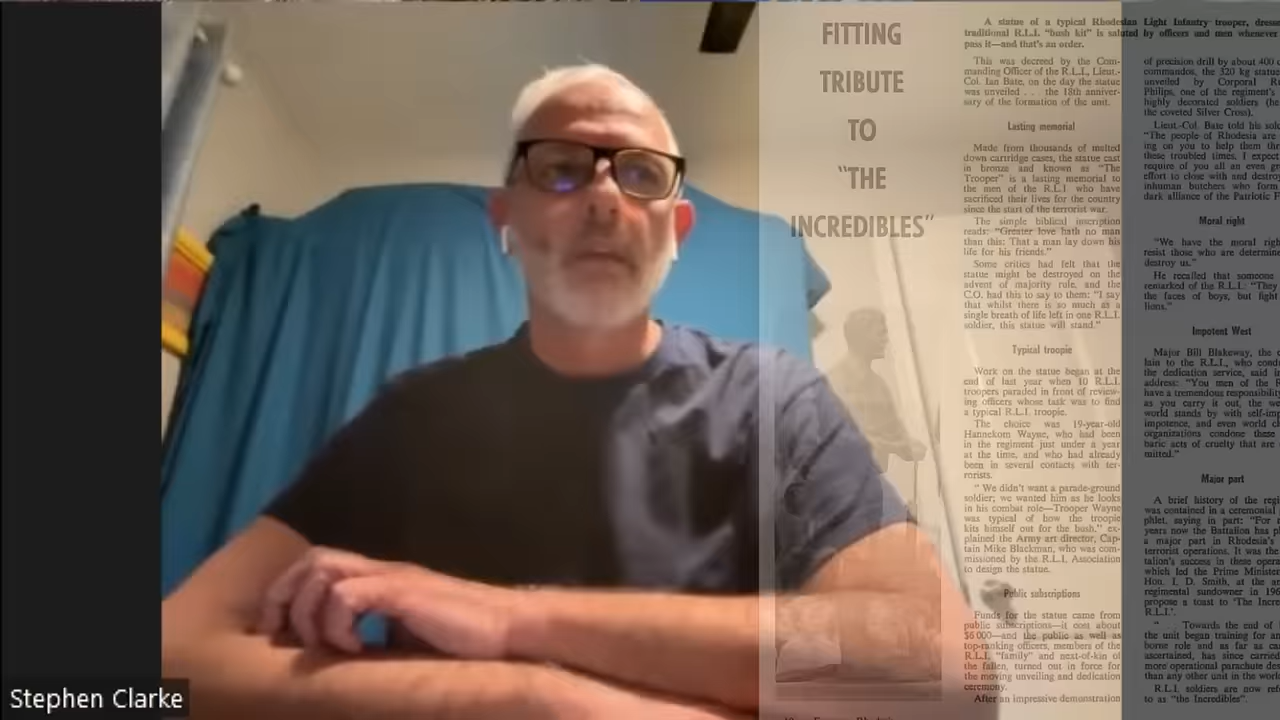 FITTING
TRIBUTE
TO
“THE
INCREDIBLES”
A statue of a typical Rhodesian Light Infantry trooper, dresse
traditional R.L.I. “bush kit” is saluted by officers and men whenever
pass it—and that's an order.
This was decreed by the Com-
manding Officer of the R.L.I., Lieut.-
Col. Ian Bate, on the day the statue
was unveiled . . . the 18th anniver-
sary of the formation of the unit.
Lasting memorial
Made from thousands of melted
down cartridge cases, the statue cast
in bronze and known as “The
Trooper” is a lasting memorial to
the men of the R.L.I. who have
sacrificed their lives for the country
since the start of the terrorist war.
The simple biblical inscription
reads: “Greater love hath no man
than this: That a man lay down his
life for his friends.”
Some critics had felt that the
statue might be destroyed on the
advent of majority rule, and the
C.O. had this to say to them: “I say
that whilst there is so much as a
single breath of life left in one R.L.I.
soldier, this statue will stand.”
Typical troopie
Work on the statue began at the
end of last year when 10 R.L.I.
troopers paraded in front of review-
ing officers whose task was to find
a typical R.L.I. troopie.
The choice was 19-year-old
Hannekom Wayne, who had been
in the regiment just under a year
at the time, and who had already
been in several contacts with ter-
rorists.
“ We didn't want a parade-ground
soldier; we wanted him as he looks
in his combat role—Trooper Wayne
was typical of how the troopie
kits himself out for the bush,” ex-
plained the Army art director, Cap-
tain Mike Blackman, who was com-
missioned by the R.L.I. Association
to design the statue.
Public subscriptions
Funds for the statue came from
public subscriptions—it cost about
$6 000—and the public as well as
top-ranking officers, members of the
R.L.I. “family” and next-of-kin of
the fallen, turned out in force for
the moving unveiling and dedication
ceremony.
After an impressive demonstration
of precision drill by about 400 
commandos, the 320 kg statue
unveiled by Corporal R
Philips, one of the regiment's
highly decorated soldiers (he
the coveted Silver Cross).
Lieut.-Col. Bate told his sol
“The people of Rhodesia are
ing on you to help them thr
these troubled times. I expect
require of you all an even gr
effort to close with and destroy
inhuman butchers who form
dark alliance of the Patriotic F
Moral right
“We have the moral righ
resist those who are determine
destroy us.”
He recalled that someone
remarked of the R.L.I. “They
the faces of boys, but fight
lions.”
Impotent West
Major Bill Blakeway, the c
lain to the R.L.I., who cond
the dedication service, said i
address: “You men of the R
have a tremendous responsibility
as you carry it out, the we
world stands by with self-imp
impotence, and even world ch
organizations condone these
baric acts of cruelty that are
mitted.”
Major part
A brief history of the regi
was contained in a ceremonial
phlet, saying in part: “For
years now the Battalion has pl
a major part in Rhodesia's
terrorist operations. It was the
talion's success in these opera
which led the Prime Minister
Hon. I. D. Smith, at the an
regimental sundowner in 196
propose a toast to ‘The Incre
R.L.I.’.
“ . . Towards the end of
the unit began training for an
borne role and as far as can
ascertained, has since carried
more operational parachute des
than any other unit in the world
R.L.I. soldiers are now refe
to as “the Incredibles”.
Stephen Clarke